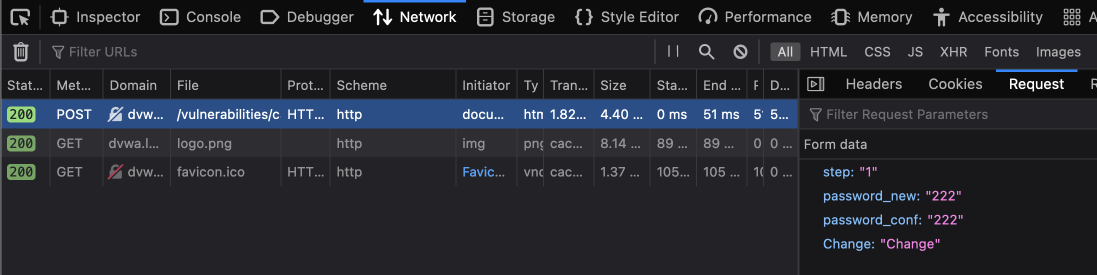 Inspector Console Debugger Network Storage Style Editor Performance Memory Accessibility A
Filter URLs All HTML CSS JS XHR Fonts Images
Stat... Met... Domain File Prot... Scheme Initiator Ty Tran... Size Sta... End ... F D... Headers Cookies Request R
200 POST dvw... /vulnerabilities/c HTT... http docu... htm 1.82... 4.40 ... 0 ms 51 ms 5 5... Filter Request Parameters
200 GET dvwa.l... logo.png http img png cac... 8.14 ... 89 ... 89 ... 0 0 ... Form data
200 GET dvw... favicon.ico HTT... http Favic... vnd cac... 1.37 ... 105... 105 ... 10 0 ... step: "1"
password_new: "222"
password_conf: "222"
Change: "Change"